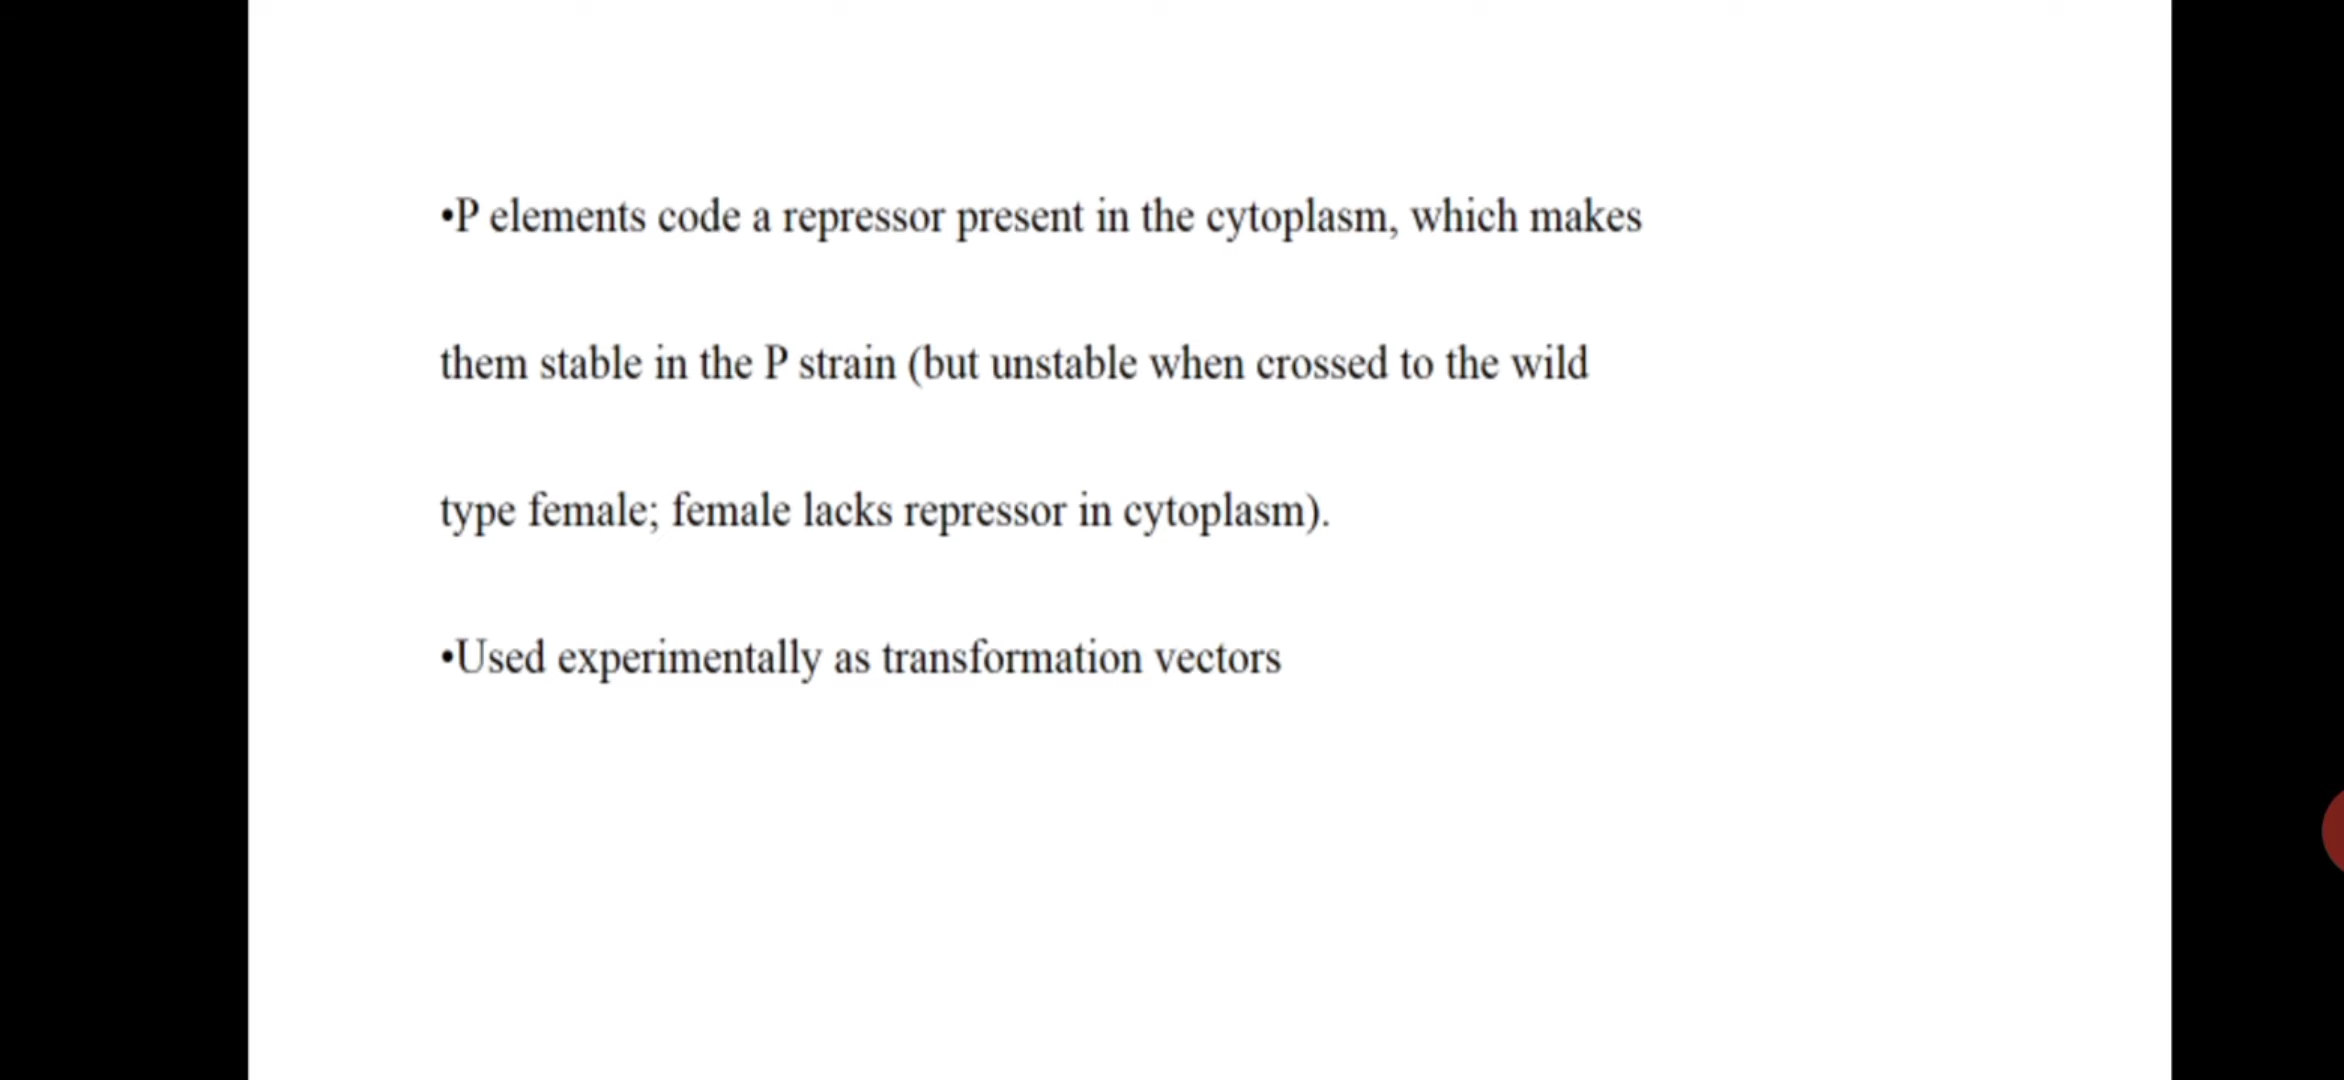 •P elements code a repressor present in the cytoplasm, which makes
them stable in the P strain (but unstable when crossed to the wild
type female; female lacks repressor in cytoplasm).
•Used experimentally as transformation vectors